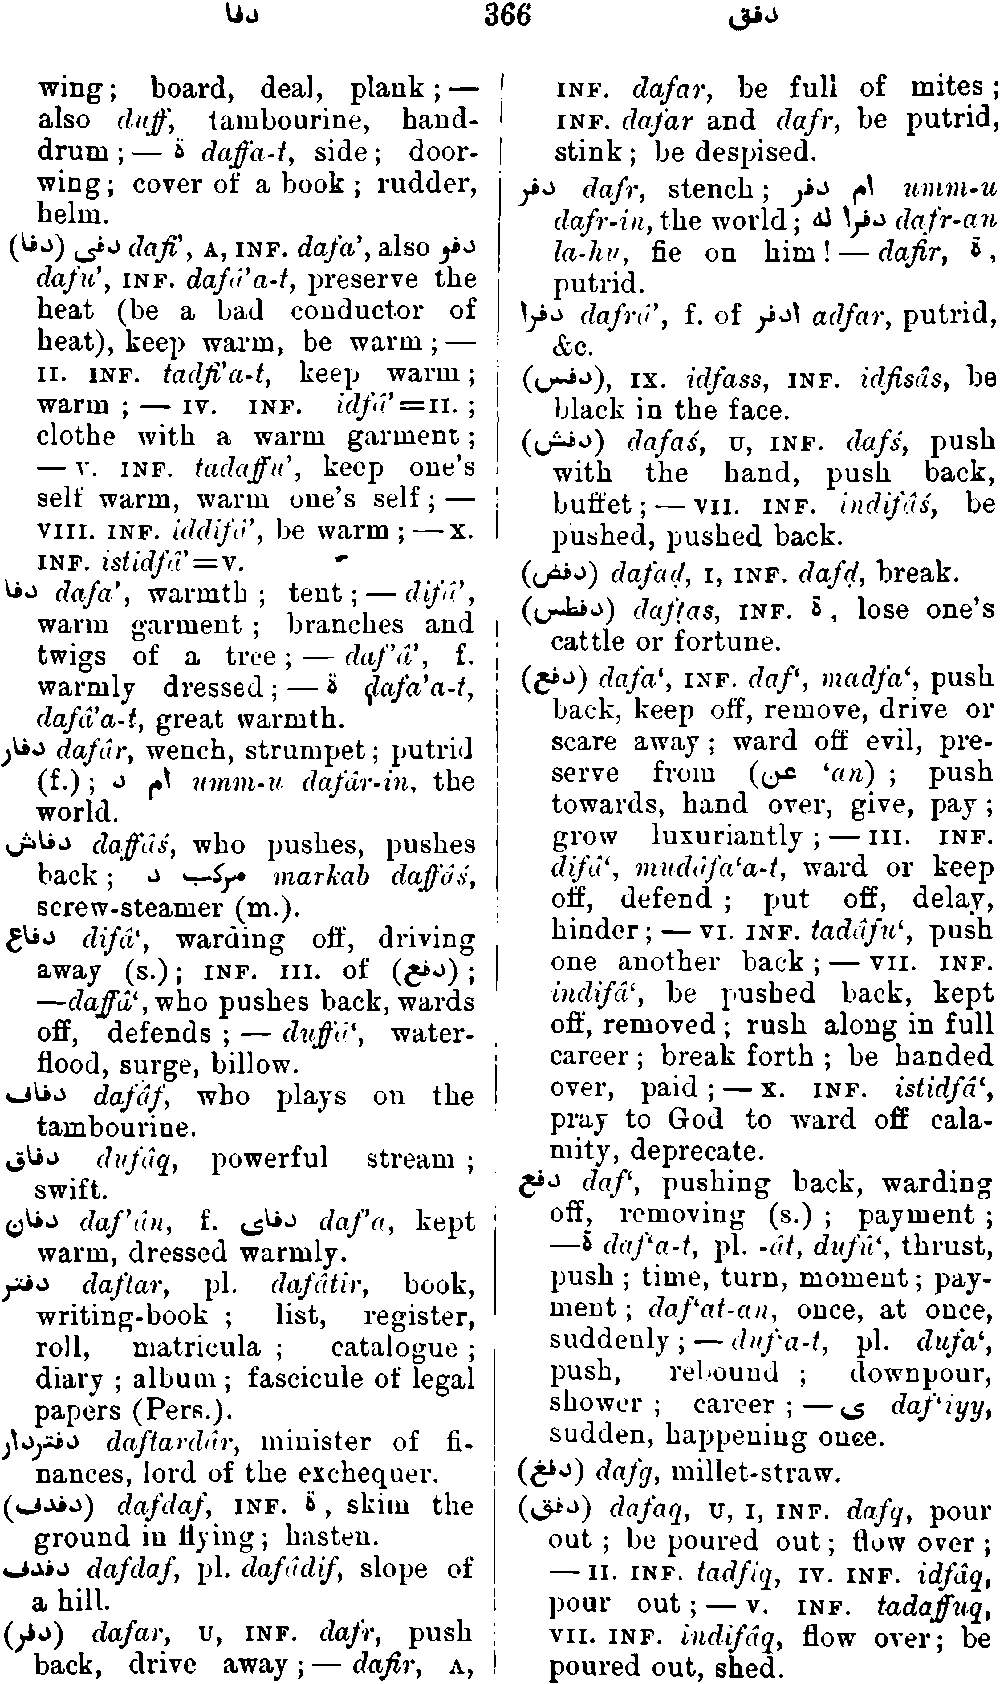 دفا 366 دفق
wing; board, deal, plank; —
also duff, tambourine, hand-
drum; — ة daffa-t, side; door-
wing; cover of a book; rudder,
helm.
(دفا) دفى dafi’, A, INF. dafa’, also دفو
dafu’, INF. dafâ’a-t, preserve the
heat (be a bad conductor of
heat), keep warm, be warm; —
II. INF. tadfi’a-t, keep warm;
warm; — IV. INF. idfâ’=II.;
clothe with a warm garment;
— V. INF. tadaffu’, keep one's
self warm, warm one's self; —
VIII. INF. iddifâ’, be warm; — X.
INF. istidfâ’=V.
دفا dafa’, warmth; tent; — difâ’,
warm garment; branches and
twigs of a tree; — daf’â’, f.
warmly dressed; — ة ḍafa’a-t,
dafâ’a-t, great warmth.
دفار dafâr, wench, strumpet; putrid
(f.); ام د umm-u dafâr-in, the
world.
دفاش daffâś, who pushes, pushes
back; مركب د markab daffâś,
screw-steamer (m.).
دفاع difâ‘, warding off, driving
away (s.); INF. III. of (دفع);
—daffâ‘, who pushes back, wards
off, defends; — duffâ‘, water-
flood, surge, billow.
دفاف dafâf, who plays on the
tambourine.
دفاق dufâq, powerful stream;
swift.
دفان daf’ân, f. دفاى daf’a, kept
warm, dressed warmly.
دفتر daftar, pl. dafâtir, book,
writing-book; list, register,
roll, matricula; catalogue;
diary; album; fascicule of legal
papers (Pers.).
دفتردار daftardâr, minister of fi-
nances, lord of the exchequer.
(دفدف) dafdaf, INF. ة, skim the
ground in flying; hasten.
دفدف dafdaf, pl. dafâdif, slope of
a hill.
(دفر) dafar, U, INF. dafr, push
back, drive away; — dafir, A,
INF. dafar, be full of mites;
INF. dafar and dafr, be putrid,
stink; be despised.
دفر dafr, stench; ام دفر umm-u
dafr-in, the world; دفرا له dafr-an
la-hu, fie on him! — dafir, ة,
putrid.
دفرا dafrâ’, f. of ادفر adfar, putrid,
&c.
(دفس), IX. idfass, INF. idfisâs, be
black in the face.
(دفش) dafaś, U, INF. dafś, push
with the hand, push back,
buffet; — VII. INF. indifâś, be
pushed, pushed back.
(دفض) dafaḍ, I, INF. dafḍ, break.
(دفطس) dafṭas, INF. ة, lose one's
cattle or fortune.
(دفع) dafa‘, INF. daf‘, madfa‘, push
back, keep off, remove, drive or
scare away; ward off evil, pre-
serve from (عن ‘an); push
towards, hand over, give, pay;
grow luxuriantly; — III. INF.
difâ‘, mudâfa‘a-t, ward or keep
off, defend; put off, delay,
hinder; — VI. INF. tadâfu‘, push
one another back; — VII. INF.
indifâ‘, be pushed back, kept
off, removed; rush along in full
career; break forth; be handed
over, paid; — X. INF. istidfâ‘,
pray to God to ward off cala-
mity, deprecate.
دفع daf‘, pushing back, warding
off, removing (s.); payment;
—ة daf‘a-t, pl. -ât, dufû‘, thrust,
push; time, turn, moment; pay-
ment; daf‘at-an, once, at once,
suddenly; — duf‘a-t, pl. dufa‘,
push, rebound; downpour,
shower; career; — ى daf‘iyy,
sudden, happening once.
(دفغ) dafg, millet-straw.
(دفق) dafaq, U, I, INF. dafq, pour
out; be poured out; flow over;
— II. INF. tadfîq, IV. INF. idfâq,
pour out; — V. INF. tadaffuq,
VII. INF. indifâq, flow over; be
poured out, shed.